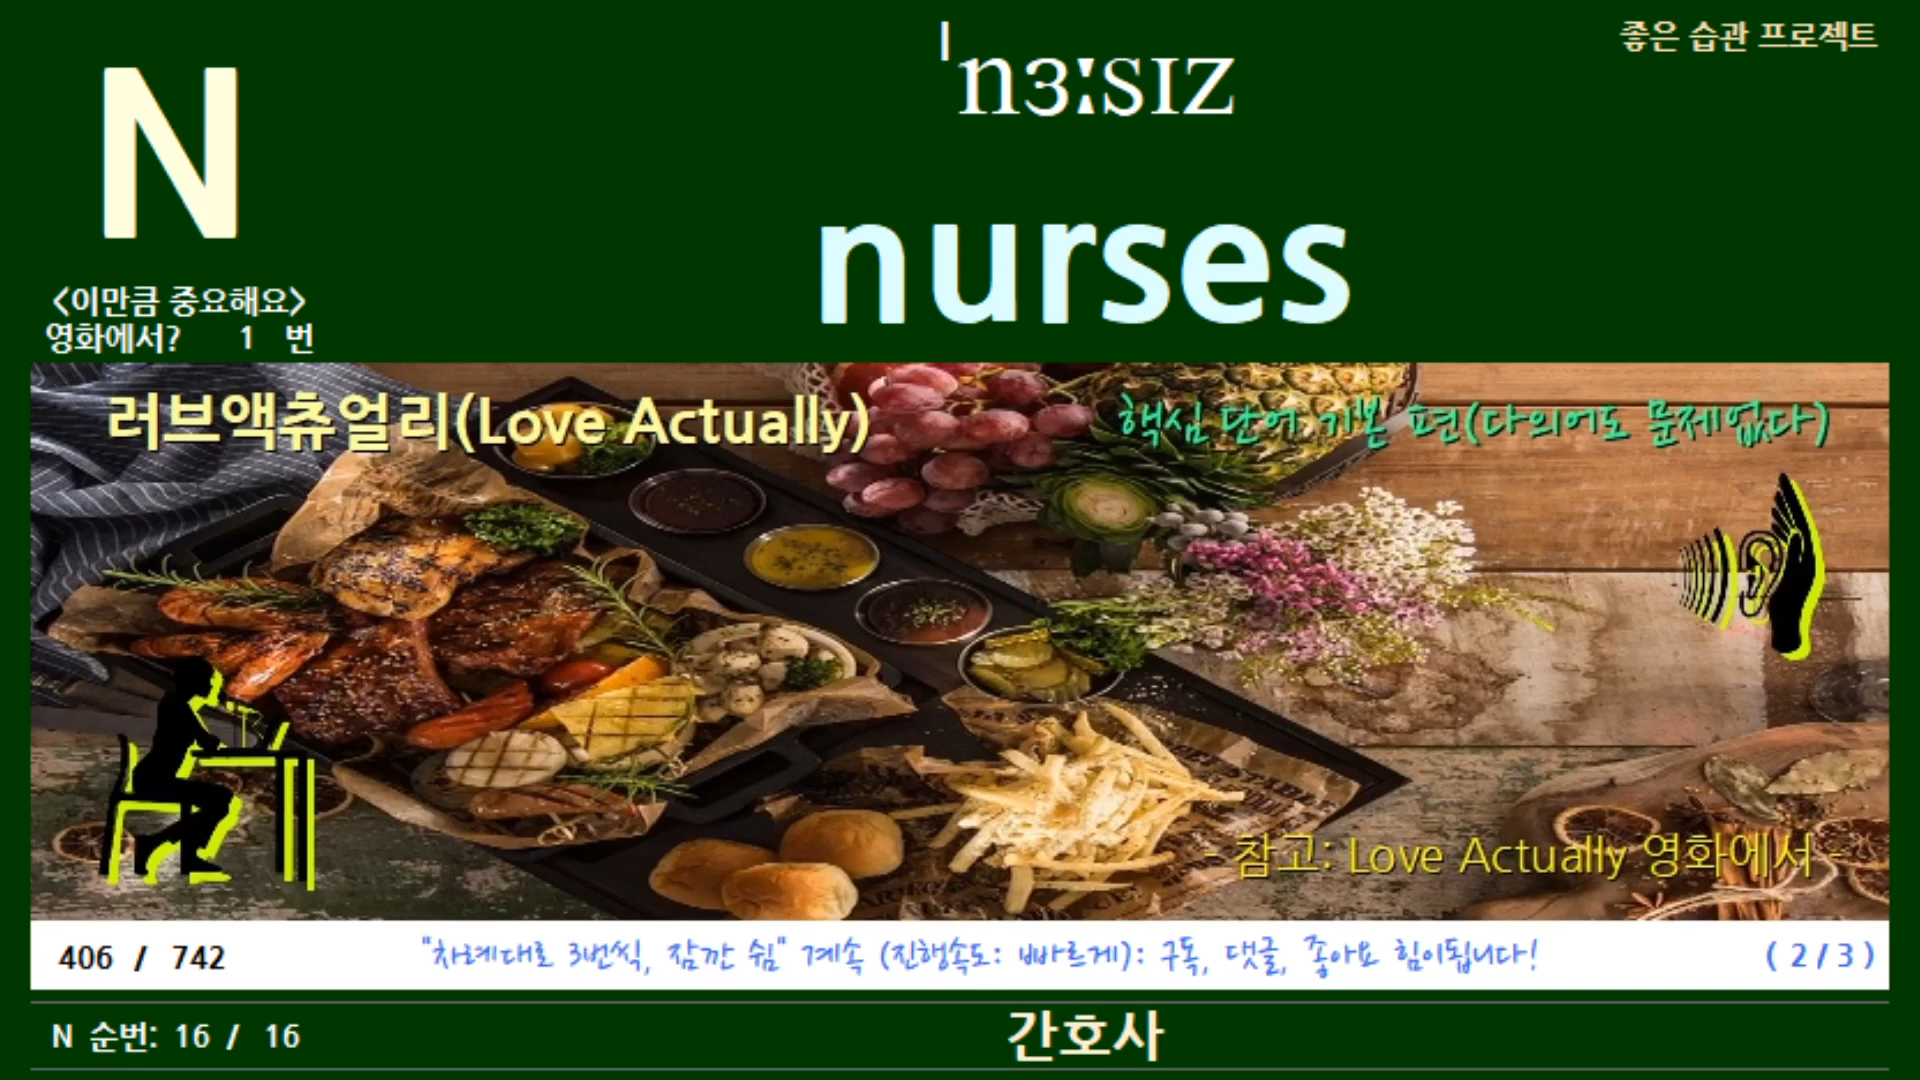 좋은 습관 프로젝트
N
ˈnɜːsɪz
nurses
<이만큼 중요해요>
영화에서? 1 번
러브액츄얼리(Love Actually)
핵심 단어 기본 편(다의어도 문제없다)
- 참고: Love Actually 영화에서 -
406 / 742
"차례대로 3번씩, 잠깐 쉼" 계속 (진행속도: 빠르게): 구독, 댓글, 좋아요 힘이됩니다!
( 2 / 3 )
N 순번: 16 / 16
간호사